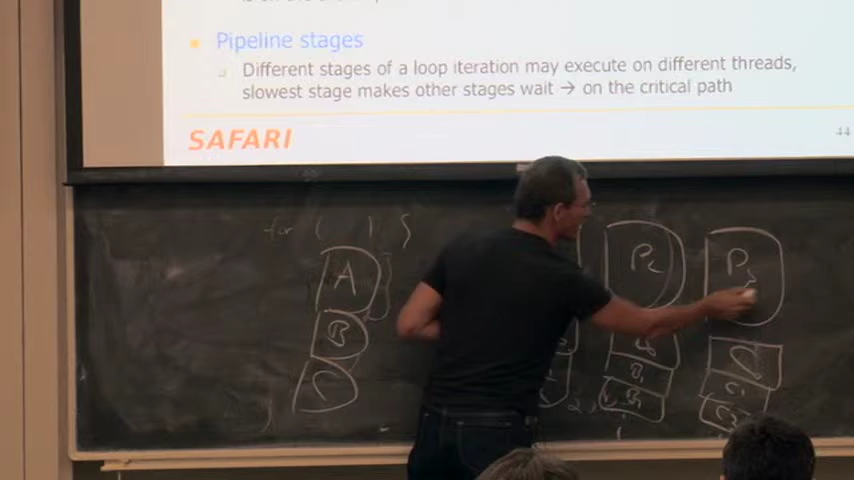 Pipeline stages
Different stages of a loop iteration may execute on different threads,
slowest stage makes other stages wait → on the critical path
SAFARI
44
for ( ) {
A
B
C
P2
P3